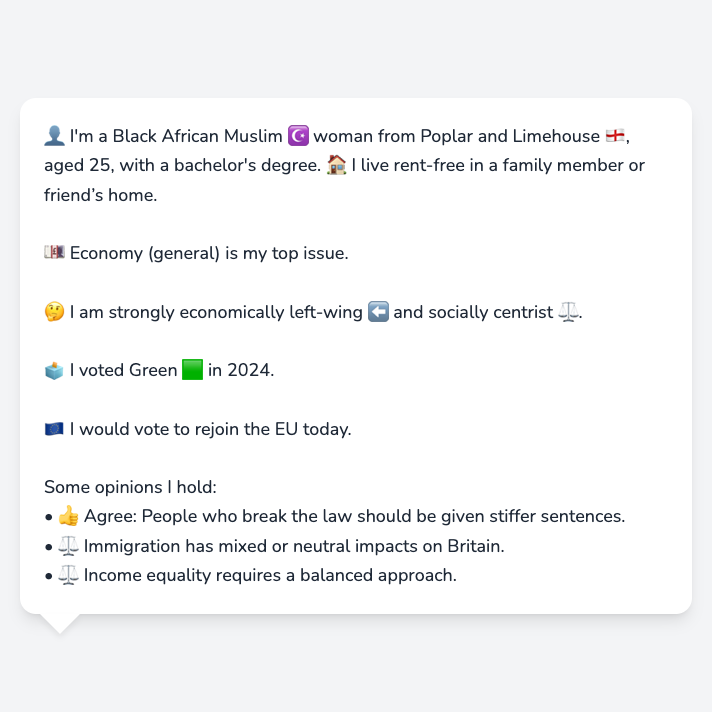 👤 I'm a Black African Muslim ☪️ woman from Poplar and Limehouse 🏴󠁧󠁢󠁥󠁮󠁧󠁿,
aged 25, with a bachelor's degree. 🏠 I live rent-free in a family member or
friend’s home.
💷 Economy (general) is my top issue.
🤔 I am strongly economically left-wing ⬅️ and socially centrist ⚖️.
🗳️ I voted Green 🟩 in 2024.
🇪🇺 I would vote to rejoin the EU today.
Some opinions I hold:
• 👍 Agree: People who break the law should be given stiffer sentences.
• ⚖️ Immigration has mixed or neutral impacts on Britain.
• ⚖️ Income equality requires a balanced approach.